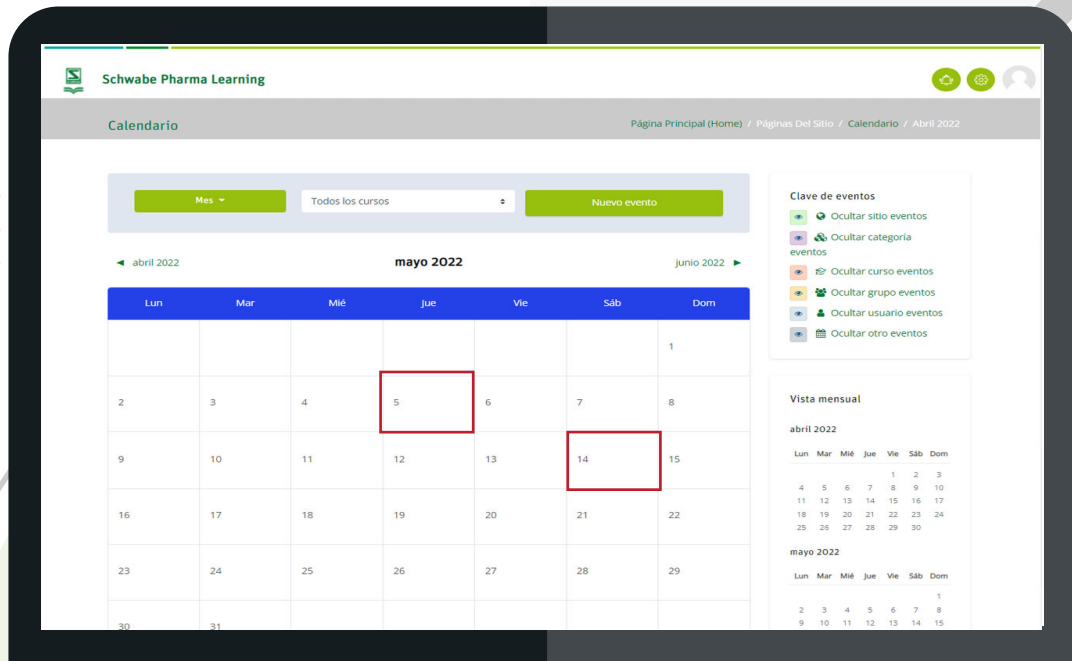 Schwabe Pharma Learning
Calendario
Página Principal (Home) / Páginas Del Sitio / Calendario / Abril 2022
Mes
Todos los cursos
Nuevo evento
abril 2022
mayo 2022
junio 2022
Lun Mar Mié Jue Vie Sáb Dom
1
2 3 4 5 6 7 8
9 10 11 12 13 14 15
16 17 18 19 20 21 22
23 24 25 26 27 28 29
30 31
Clave de eventos
Ocultar sitio eventos
Ocultar categoría
eventos
Ocultar curso eventos
Ocultar grupo eventos
Ocultar usuario eventos
Ocultar otro eventos
Vista mensual
abril 2022
Lun Mar Mié Jue Vie Sáb Dom
1 2 3
4 5 6 7 8 9 10
11 12 13 14 15 16 17
18 19 20 21 22 23 24
25 26 27 28 29 30
mayo 2022
Lun Mar Mié Jue Vie Sáb Dom
1
2 3 4 5 6 7 8
9 10 11 12 13 14 15